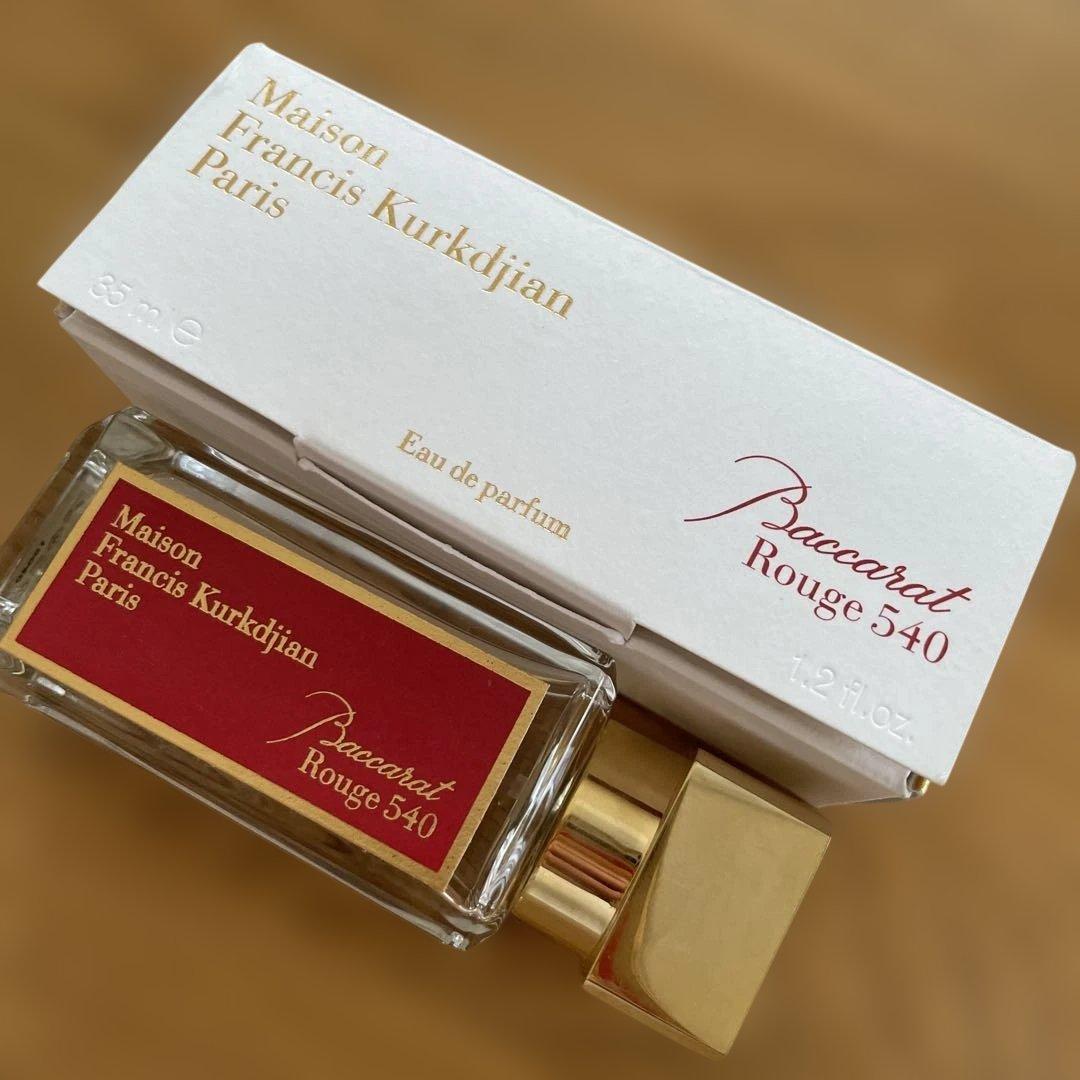 Maison
Francis Kurkdjian
Paris
35 ml ℮
Eau de parfum
Baccarat
Rouge 540
1.2 fl.oz.
Maison
Francis Kurkdjian
Paris
Baccarat
Rouge 540